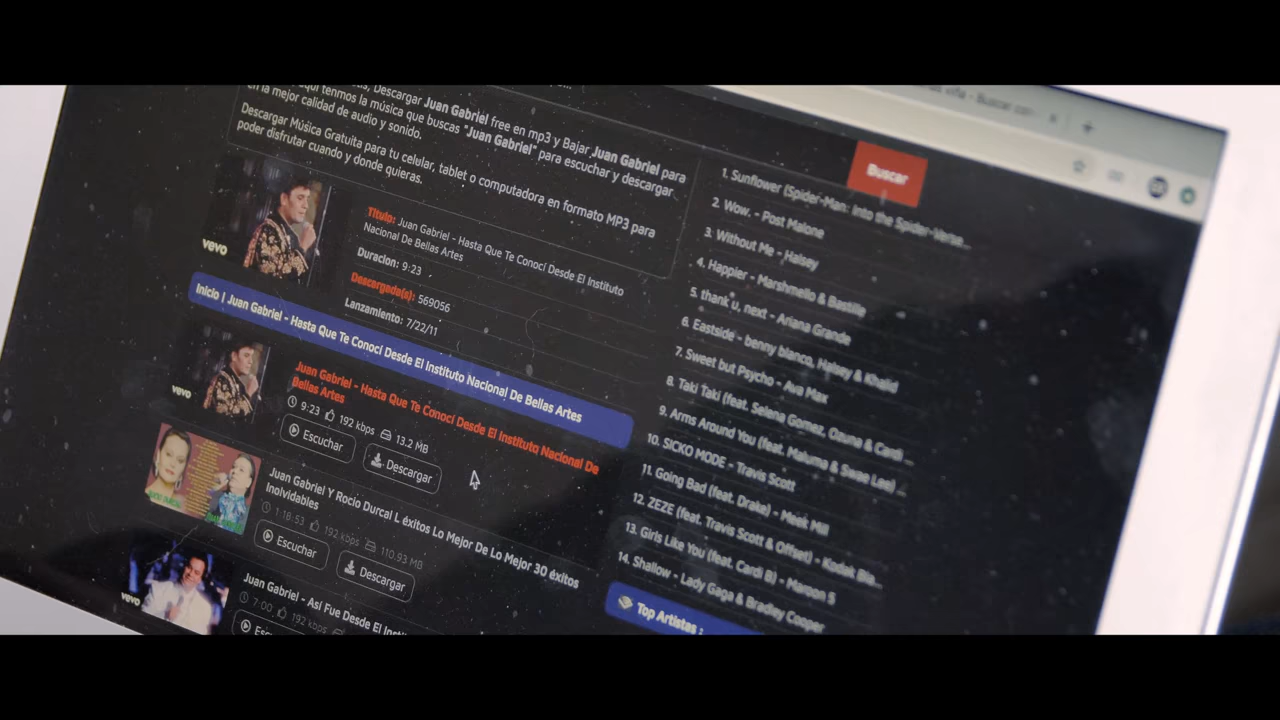 viña - Buscar con
Descargar Juan Gabriel free en mp3 y Bajar Juan Gabriel para
aquí tenmos la música que buscas "Juan Gabriel" para escuchar y descargar
en la mejor calidad de audio y sonido.
Descargar Música Gratuita para tu celular, tablet o computadora en formato MP3 para
poder disfrutar cuando y donde quieras.
vevo
Título: Juan Gabriel - Hasta Que Te Conocí Desde El Instituto
Nacional De Bellas Artes
Duracion: 9:23
Descargado(s): 569056
Lanzamiento: 7/22/11
Inicio | Juan Gabriel - Hasta Que Te Conocí Desde El Instituto Nacional De Bellas Artes
vevo
Juan Gabriel - Hasta Que Te Conocí Desde El Instituto Nacional De
Bellas Artes
9:23 192 kbps 13.2 MB
Escuchar
Descargar
Juan Gabriel Y Rocío Durcal L éxitos Lo Mejor De Lo Mejor 30 éxitos
Inolvidables
1:18:53 192 kbps 110.93 MB
Escuchar
Descargar
vevo
Juan Gabriel - Así Fue Desde El Insti
7:00 192 kbps
Buscar
1. Sunflower (Spider-Man: Into the Spider-Verse...
2. Wow. - Post Malone
3. Without Me - Halsey
4. Happier - Marshmello & Bastille
5. thank u, next - Ariana Grande
6. Eastside - benny blanco, Halsey & Khalid
7. Sweet but Psycho - Ava Max
8. Taki Taki (feat. Selena Gomez, Ozuna & Cardi ...
9. Arms Around You (feat. Maluma & Swae Lee) ...
10. SICKO MODE - Travis Scott
11. Going Bad (feat. Drake) - Meek Mill
12. ZEZE (feat. Travis Scott & Offset) - Kodak Bla...
13. Girls Like You (feat. Cardi B) - Maroon 5
14. Shallow - Lady Gaga & Bradley Cooper
Top Artistas :